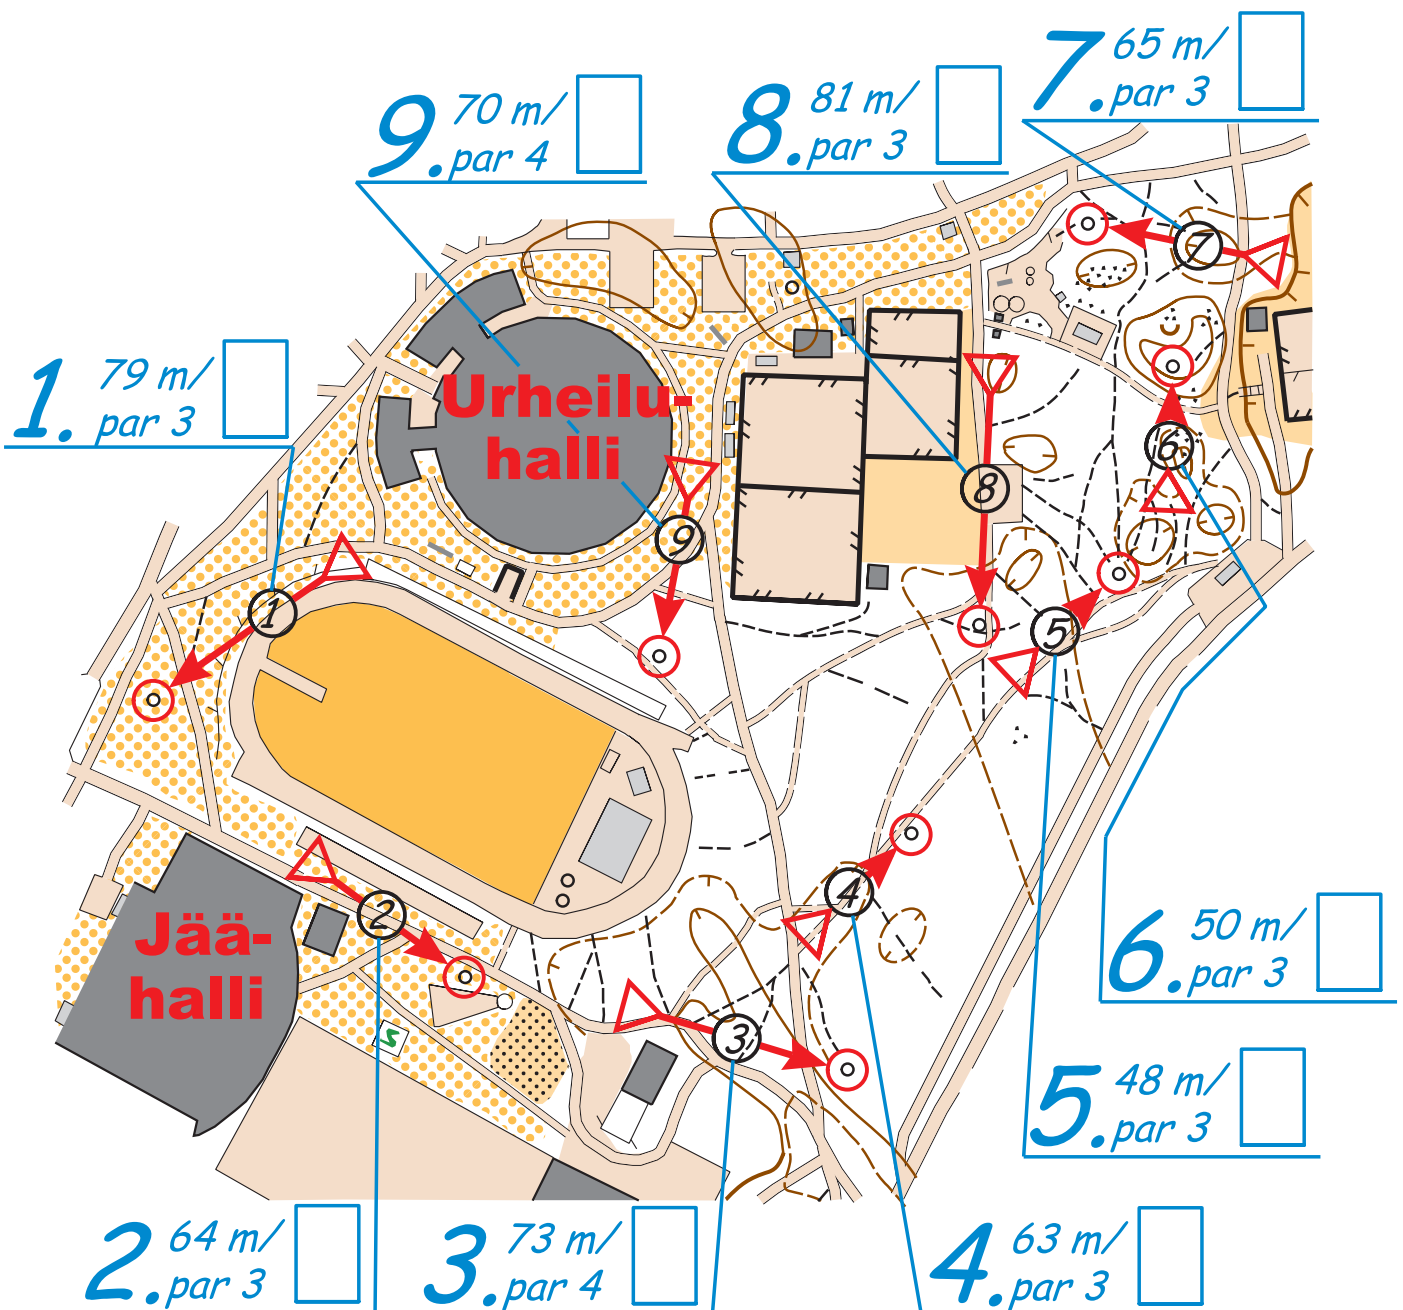 7. 65 m/
par 3
9. 70 m/
par 4
8. 81 m/
par 3
1. 79 m/
par 3
Urheilu-
halli
7
6
9
8
1
5
4
2
3
Jää-
halli
6. 50 m/
par 3
5. 48 m/
par 3
2. 64 m/
par 3
3. 73 m/
par 4
4. 63 m/
par 3